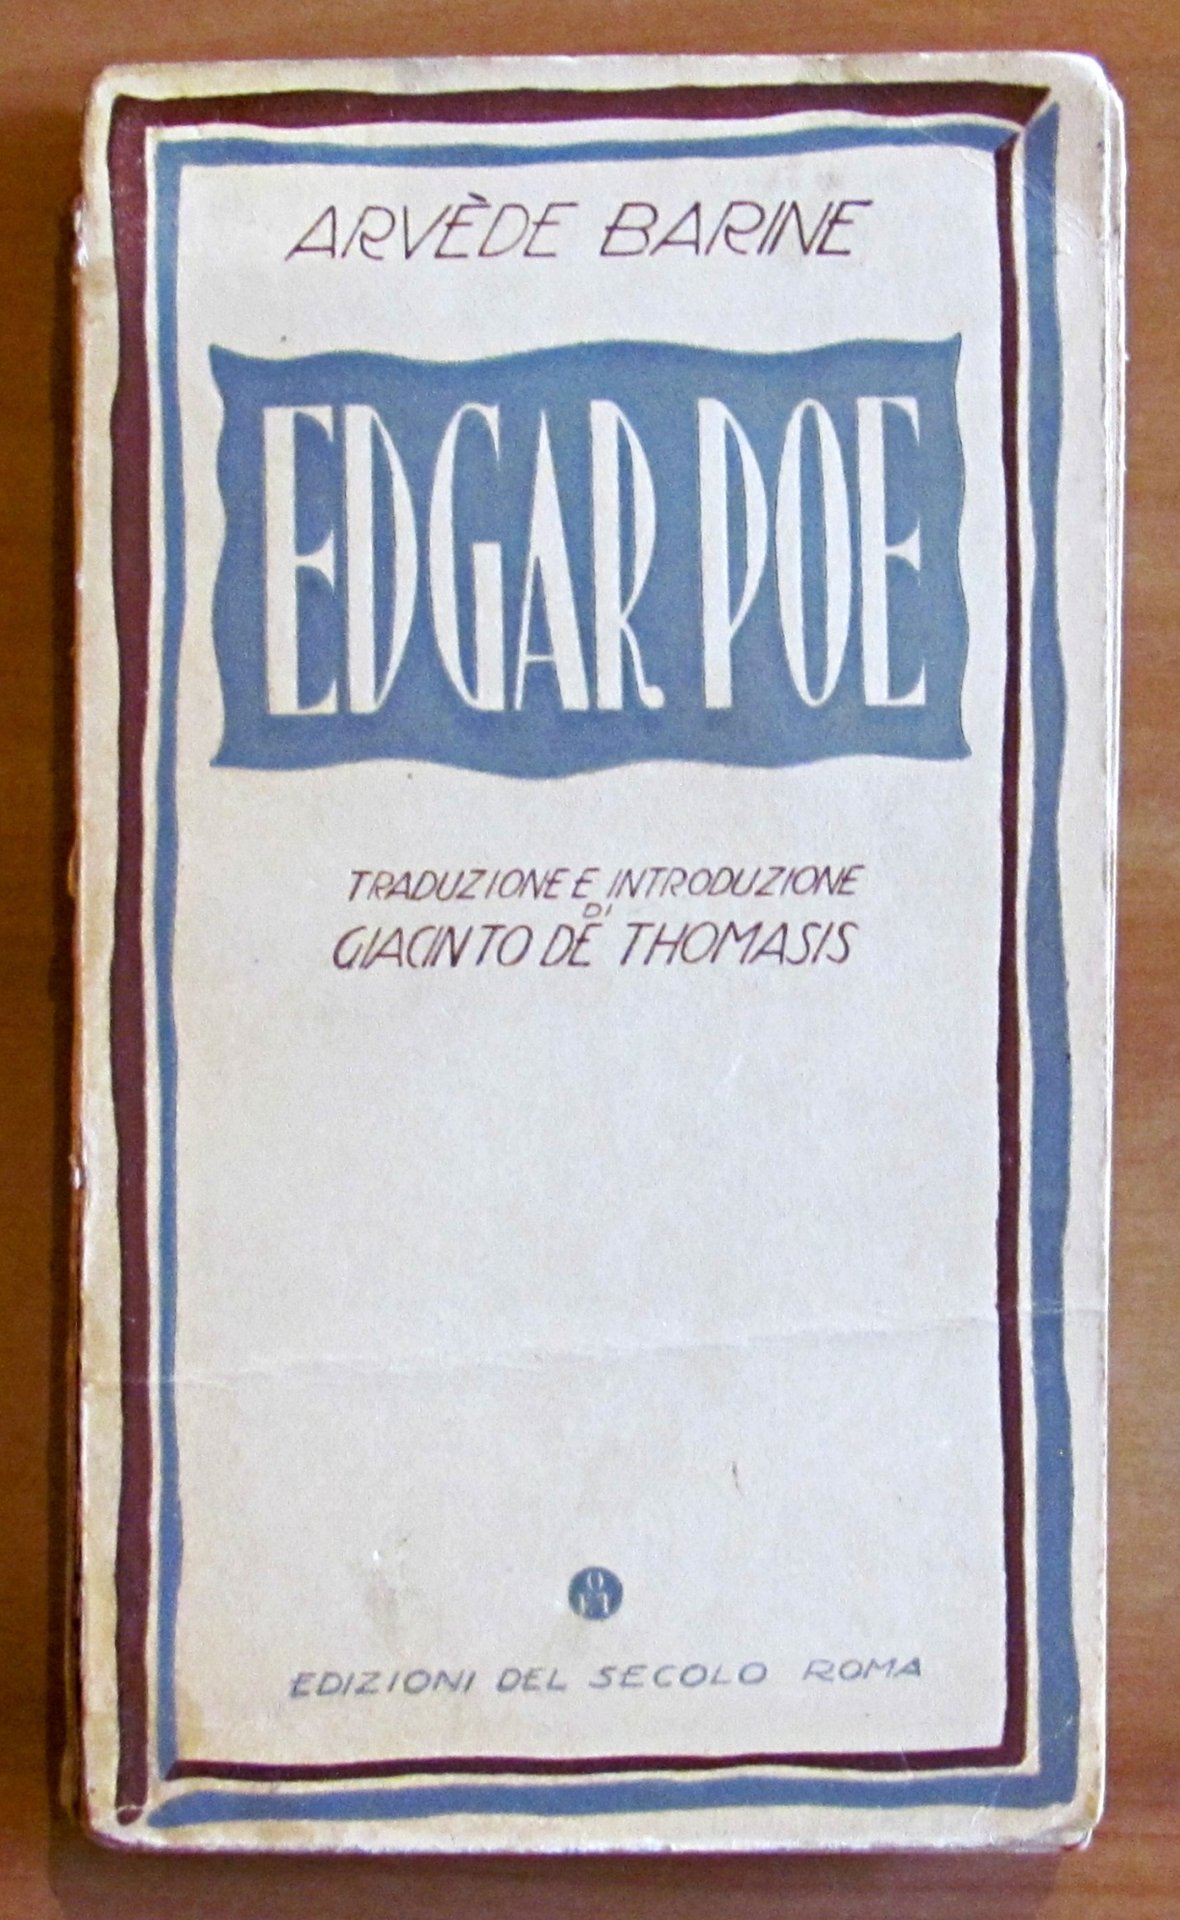 ARVÈDE BARINE
EDGAR POE
TRADUZIONE E INTRODUZIONE
DI
GIACINTO DE THOMASIS
EDIZIONI DEL SECOLO ROMA